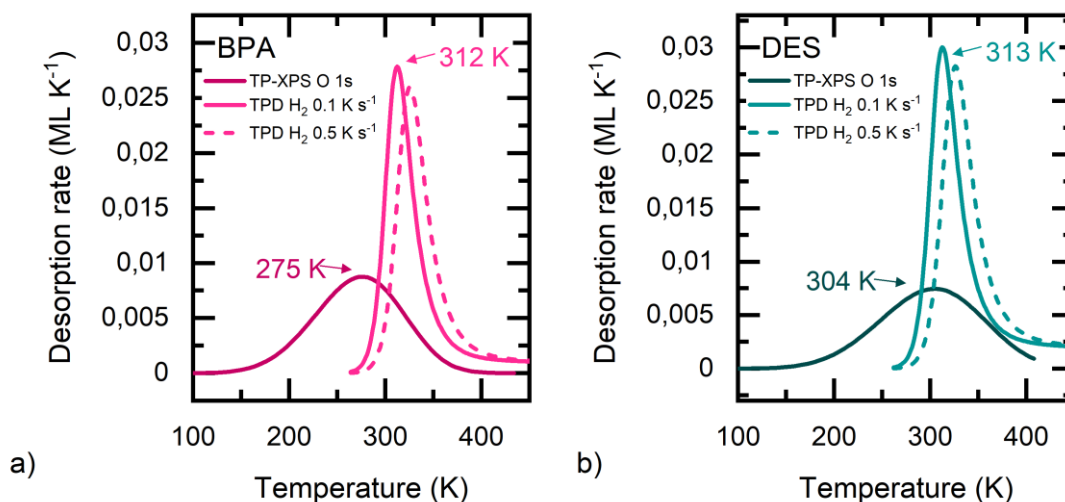 BPA
312 K
TP-XPS O 1s
TPD H₂ 0.1 K s⁻¹
TPD H₂ 0.5 K s⁻¹
275 K
0,03
0,025
0,02
0,015
0,01
0,005
0
Desorption rate (ML K⁻¹)
100 200 300 400
Temperature (K)
a)
DES
313 K
TP-XPS O 1s
TPD H₂ 0.1 K s⁻¹
TPD H₂ 0.5 K s⁻¹
304 K
0,03
0,025
0,02
0,015
0,01
0,005
0
Desorption rate (ML K⁻¹)
100 200 300 400
Temperature (K)
b)